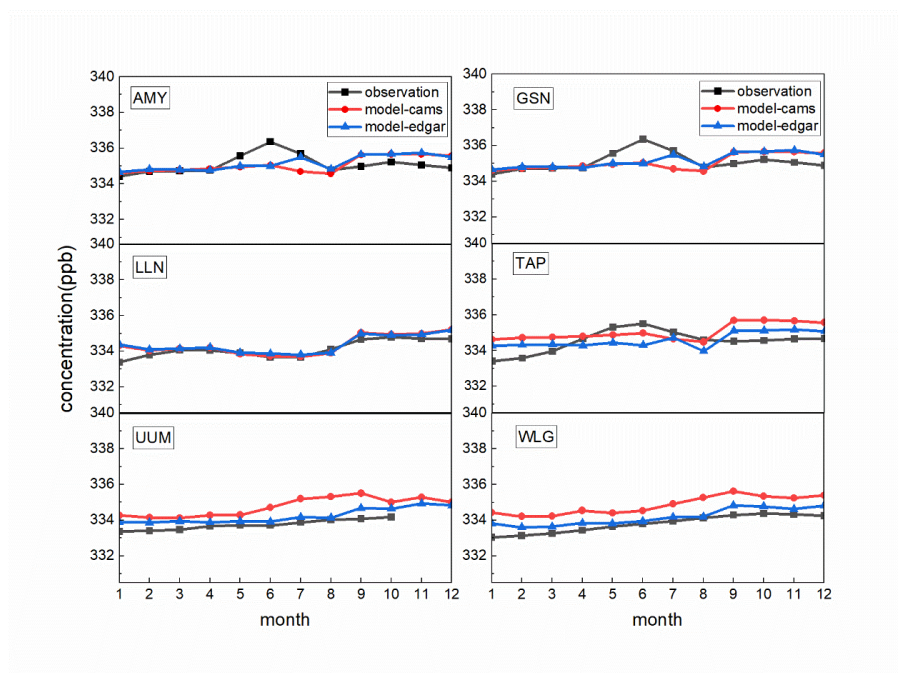 340
AMY
observation
model-cams
model-edgar
338
336
334
332
340
GSN
observation
model-cams
model-edgar
338
336
334
332
340
LLN
338
336
334
332
340
TAP
338
336
334
332
concentration(ppb)
340
UUM
338
336
334
332
1 2 3 4 5 6 7 8 9 10 11 12
month
340
WLG
338
336
334
332
1 2 3 4 5 6 7 8 9 10 11 12
month